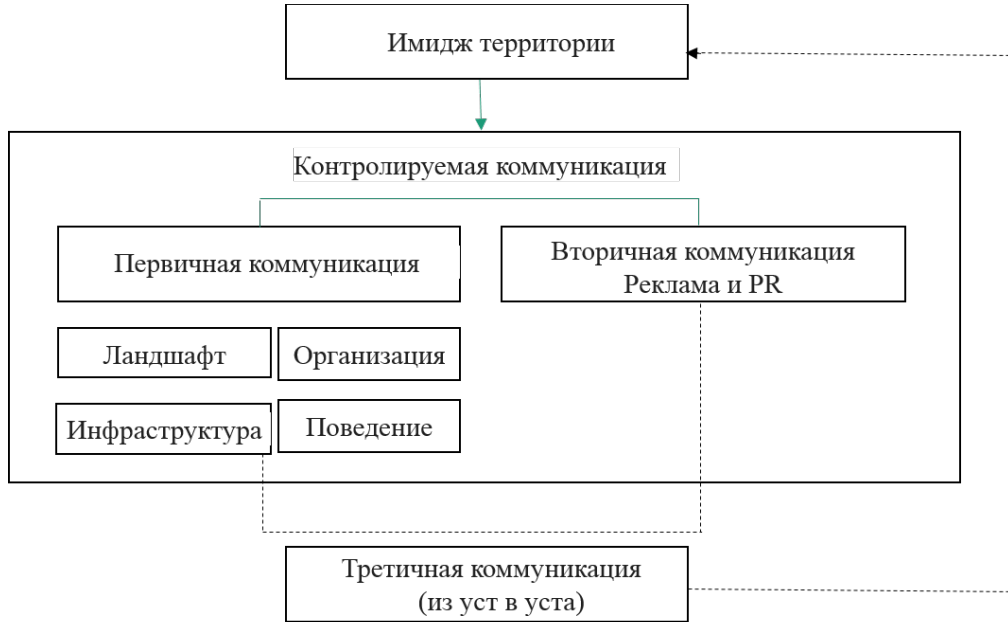 Имидж территории
Контролируемая коммуникация
Первичная коммуникация
Вторичная коммуникация
Реклама и PR
Ландшафт
Организация
Инфраструктура
Поведение
Третичная коммуникация
(из уст в уста)